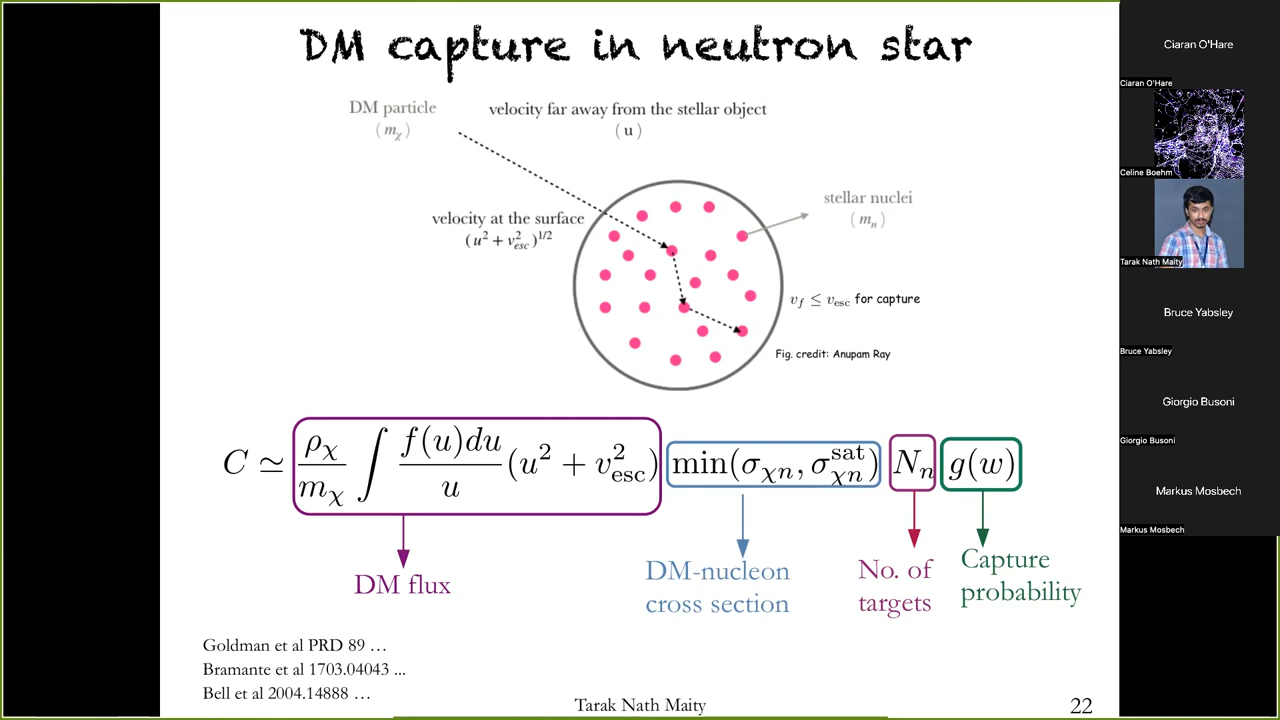 DM capture in neutron star
DM particle
( m_χ )
velocity far away from the stellar object
( u )
stellar nuclei
( m_n )
velocity at the surface
(u² + v²_esc)^1/2
v_f ≤ v_esc for capture
Fig. credit: Anupam Ray
C ≃ ρ_χ/m_χ ∫ f(u)du/u (u² + v²_esc) min(σ_χn, σ^sat_χn) N_n g(w)
DM flux
DM-nucleon
cross section
No. of
targets
Capture
probability
Goldman et al PRD 89 …
Bramante et al 1703.04043 ...
Bell et al 2004.14888 …
Tarak Nath Maity
22
Ciaran O'Hare
Ciaran O'Hare
Celine Boehm
Tarak Nath Maity
Bruce Yabsley
Bruce Yabsley
Giorgio Busoni
Giorgio Busoni
Markus Mosbech
Markus Mosbech